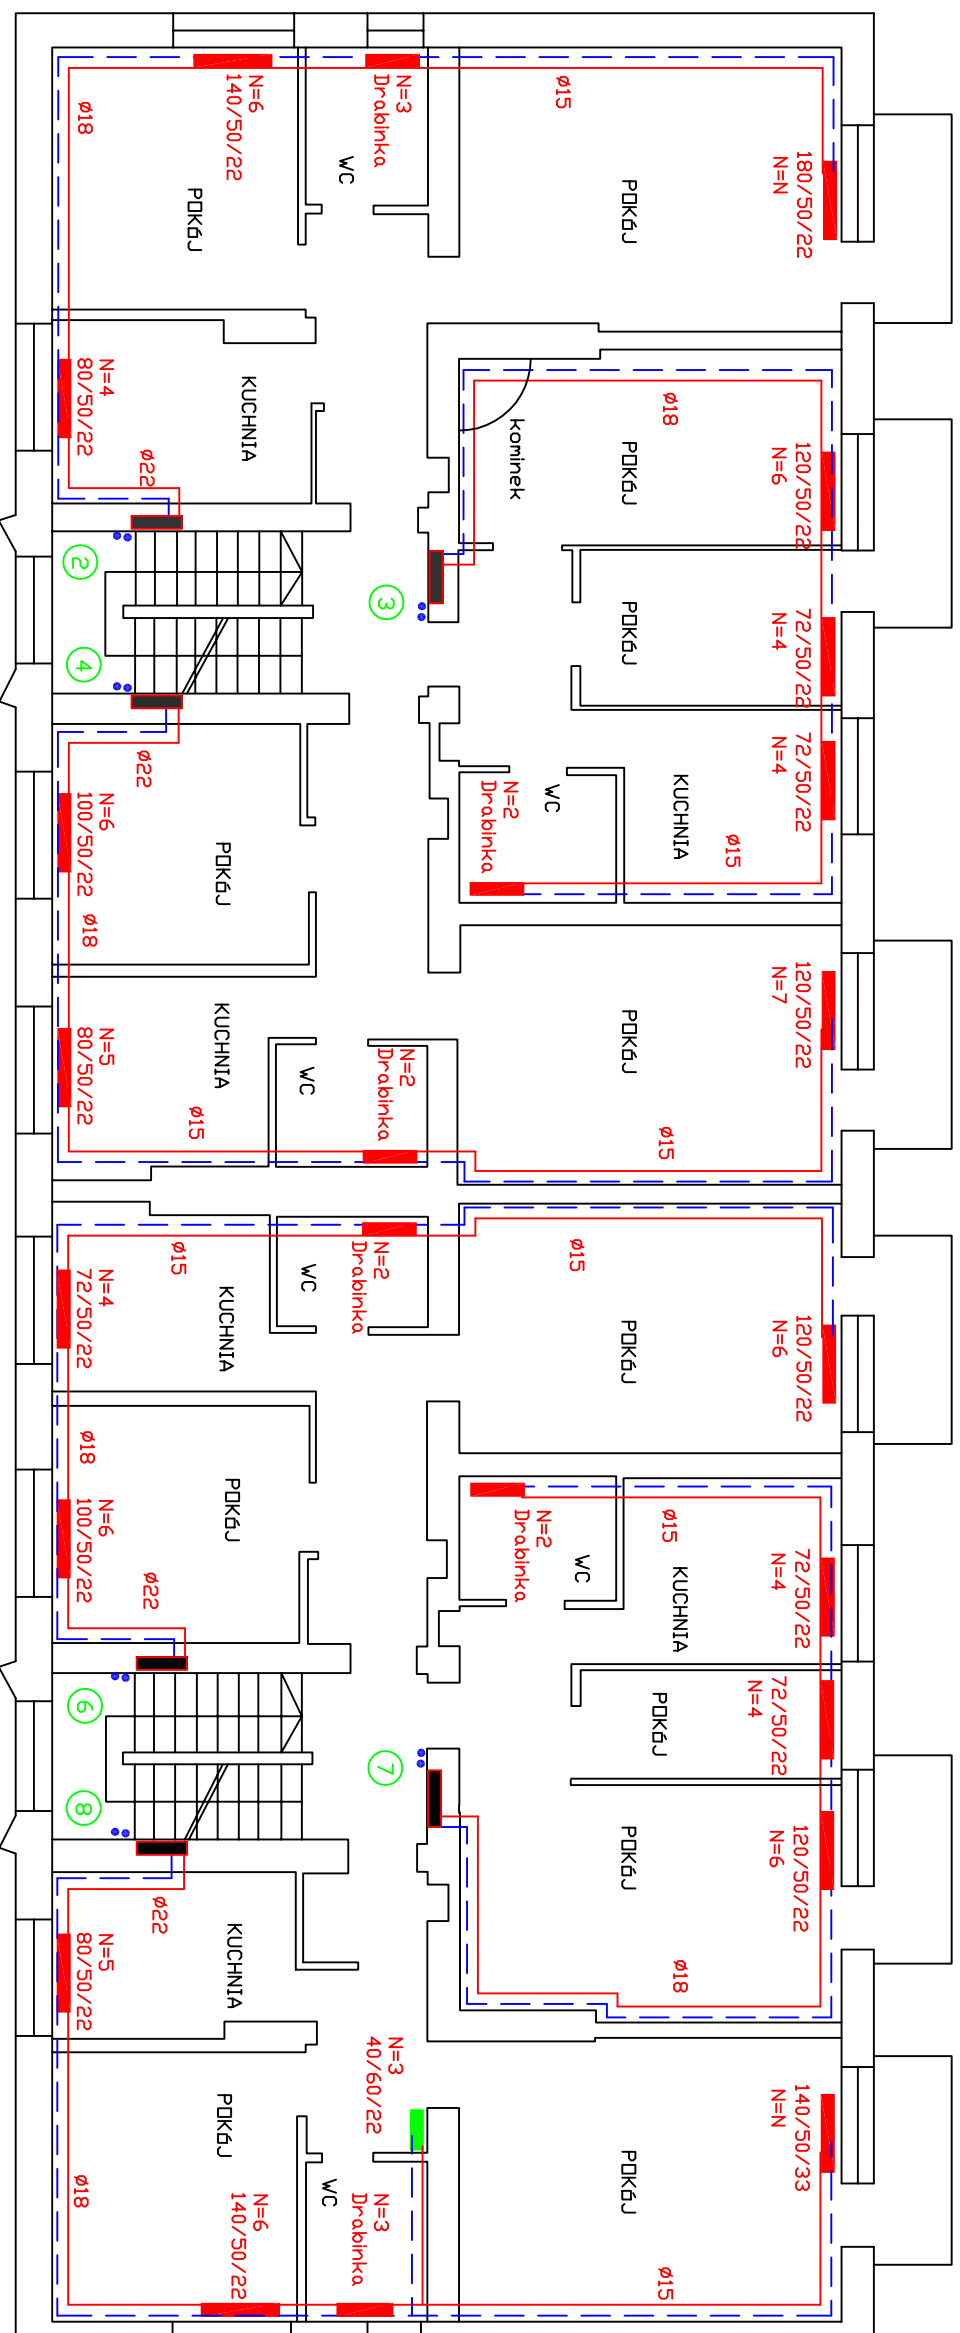 180/50/22
N=N
120/50/22
N=6
72/50/22
N=4
72/50/22
N=4
120/50/22
N=7
120/50/22
N=6
72/50/22
N=4
72/50/22
N=4
120/50/22
N=6
140/50/33
N=N
Ø15
Ø18
Ø15
Ø15
Ø15
Ø15
Ø18
Ø15
POKÓJ
POKÓJ
POKÓJ
KUCHNIA
POKÓJ
POKÓJ
KUCHNIA
POKÓJ
POKÓJ
POKÓJ
kominek
WC
WC
N=2
Drabinka
N=2
Drabinka
N=3
Drabinka
3
N=2
Drabinka
N=2
Drabinka
7
N=3
40/60/22
N=3
Drabinka
WC
WC
WC
WC
N=6
140/50/22
POKÓJ
KUCHNIA
POKÓJ
KUCHNIA
KUCHNIA
POKÓJ
KUCHNIA
POKÓJ
N=6
140/50/22
Ø22
Ø22
Ø15
Ø15
Ø22
Ø22
Ø18
N=4
80/50/22
2
4
N=6
100/50/22
Ø18
N=5
80/50/22
N=4
72/50/22
Ø18
N=6
100/50/22
6
8
N=5
80/50/22
Ø18